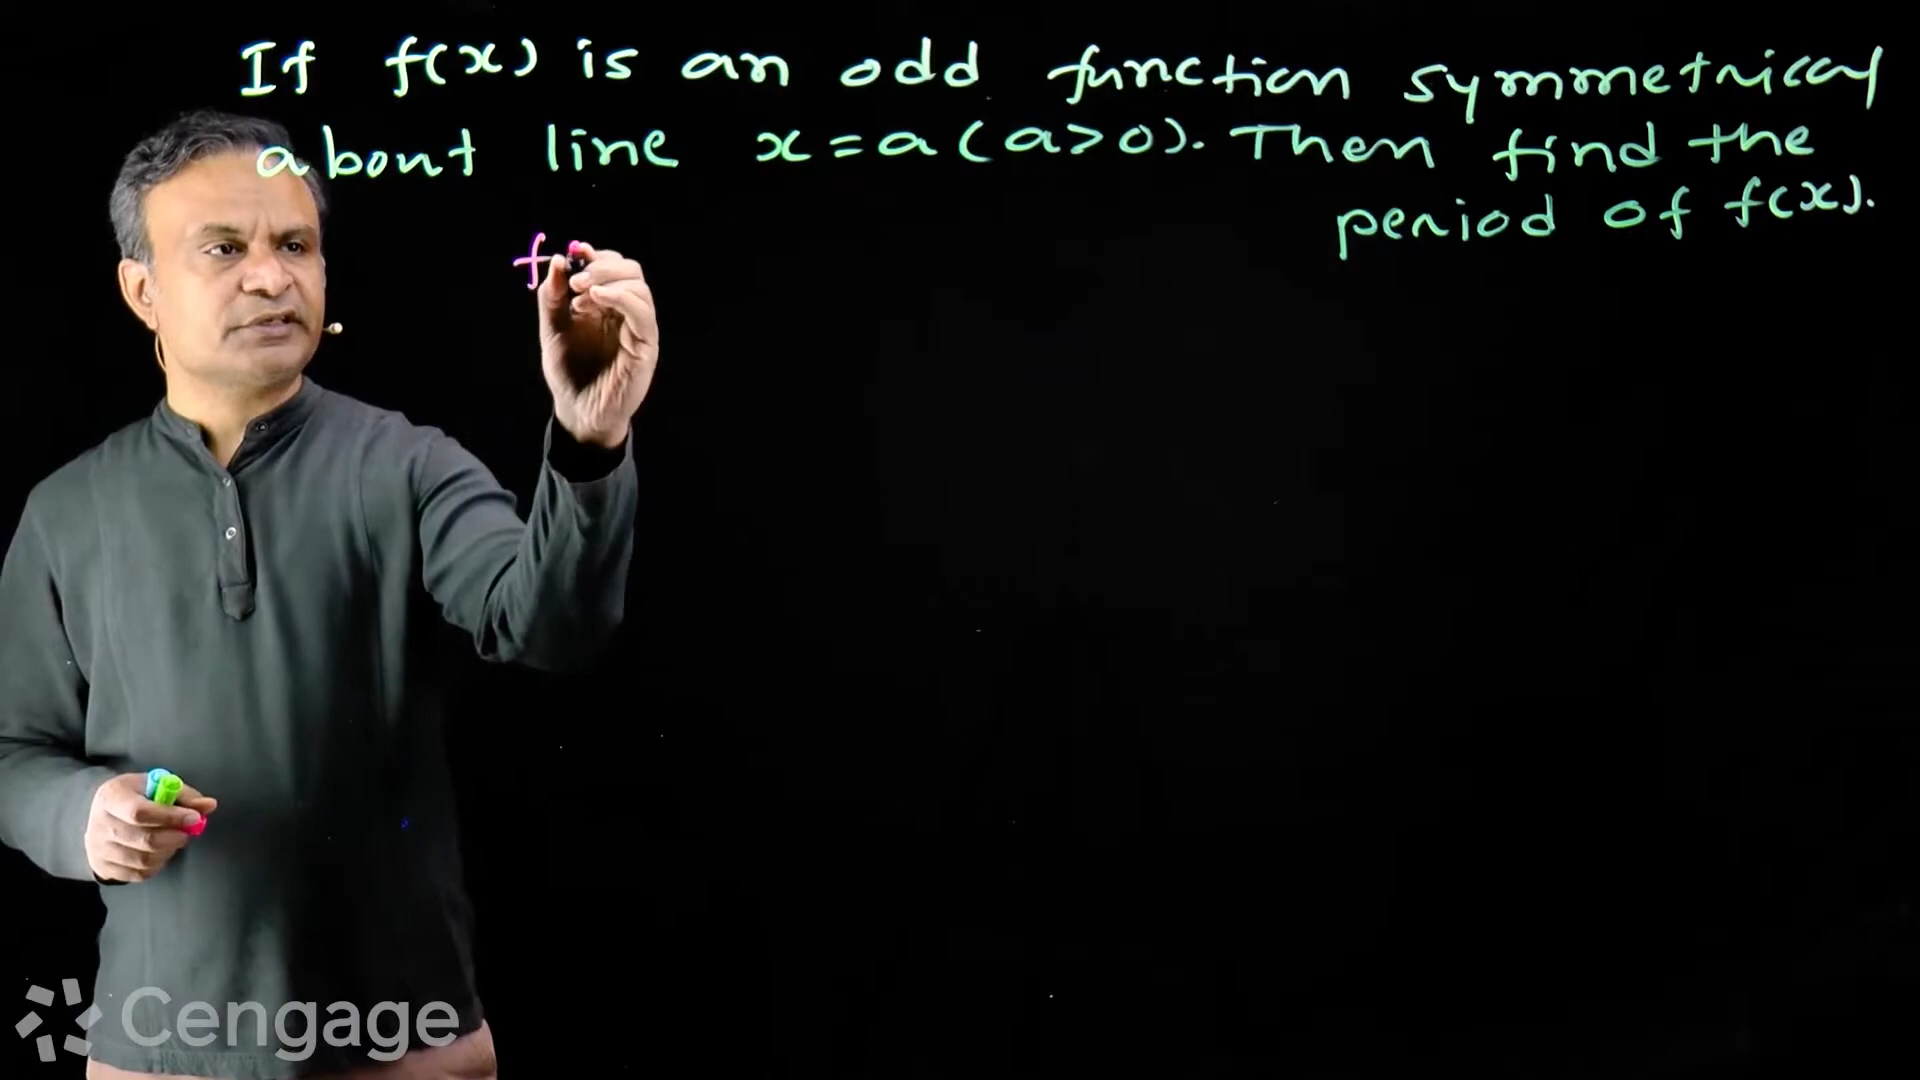 If f(x) is an odd function symmetrical
about line x = a (a>0). Then find the
period of f(x).
f
Cengage